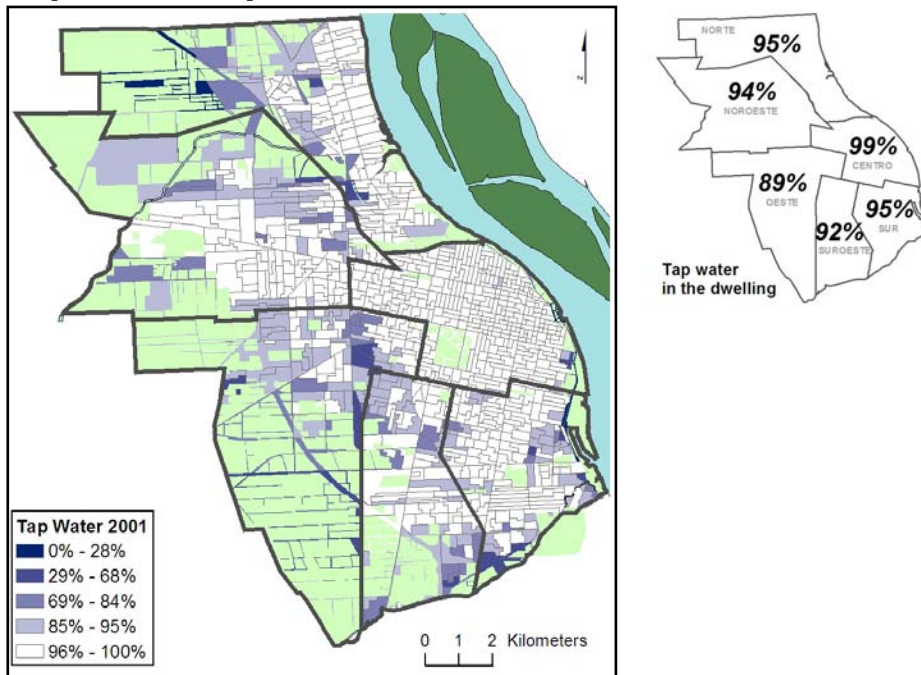 z
Tap Water 2001
0% - 28%
29% - 68%
69% - 84%
85% - 95%
96% - 100%
0 1 2 Kilometers
NORTE
95%
94%
NOROESTE
99%
CENTRO
89%
OESTE
95%
SUR
92%
SUROESTE
Tap water
in the dwelling